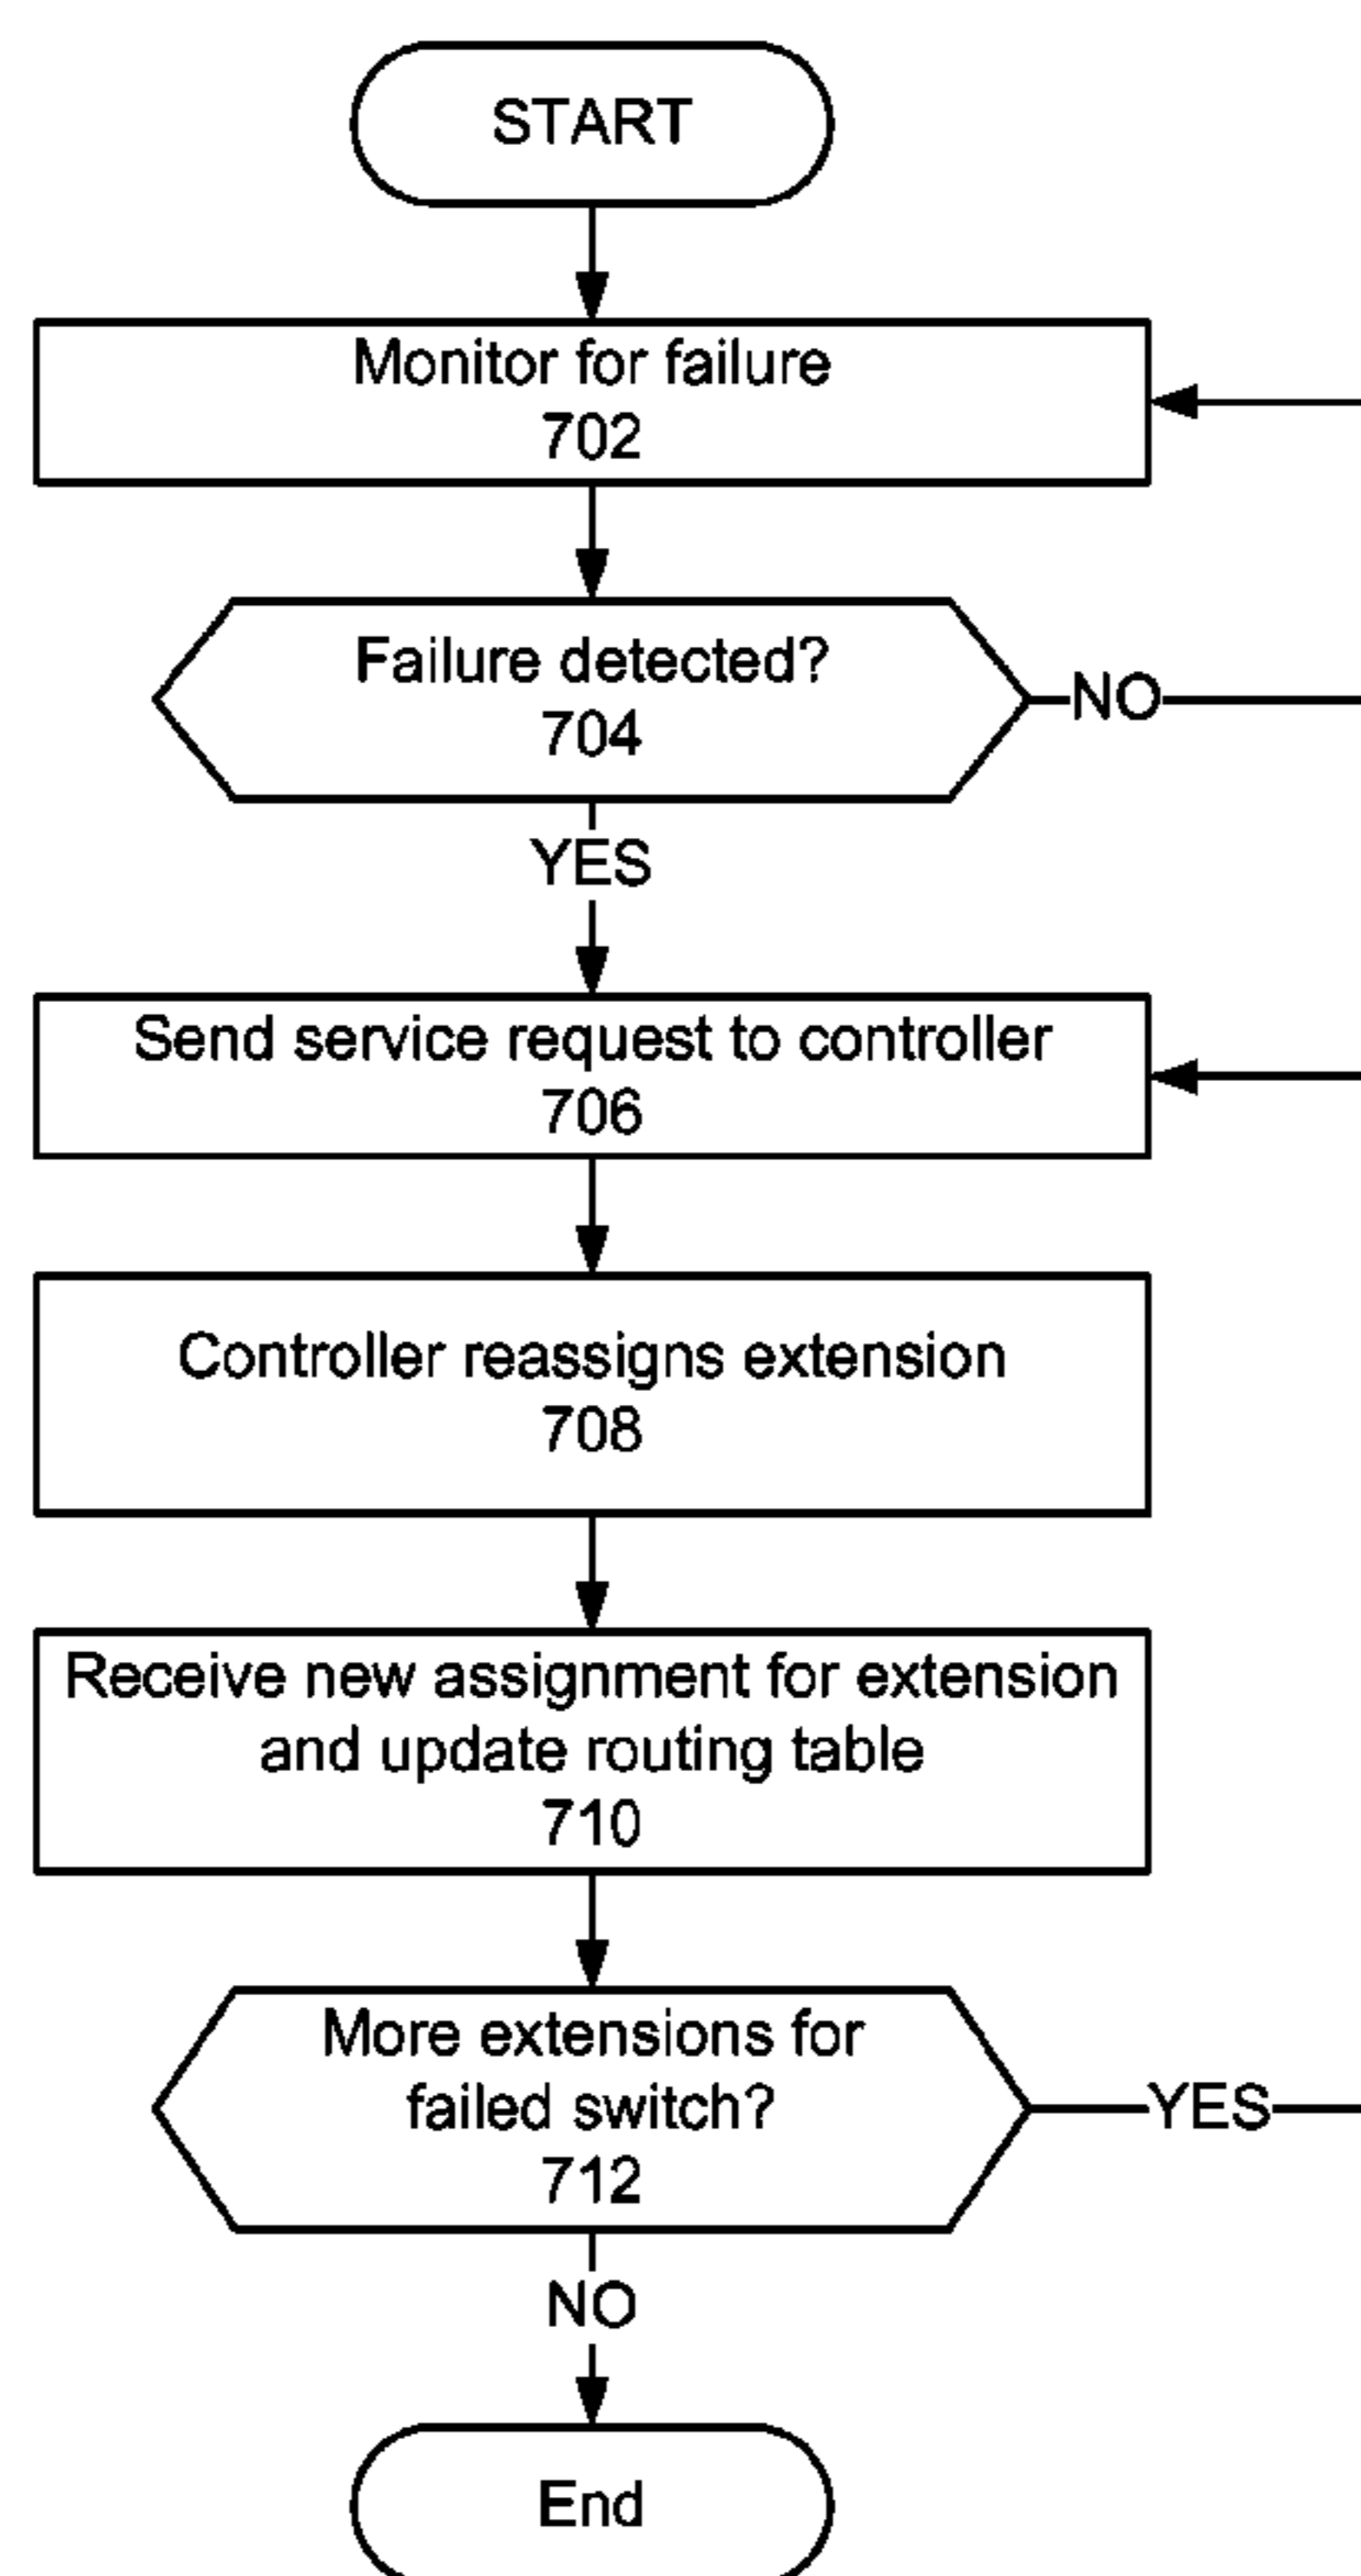 START
Monitor for failure
702
Failure detected?
704
NO
YES
Send service request to controller
706
Controller reassigns extension
708
Receive new assignment for extension
and update routing table
710
More extensions for
failed switch?
712
YES
NO
End